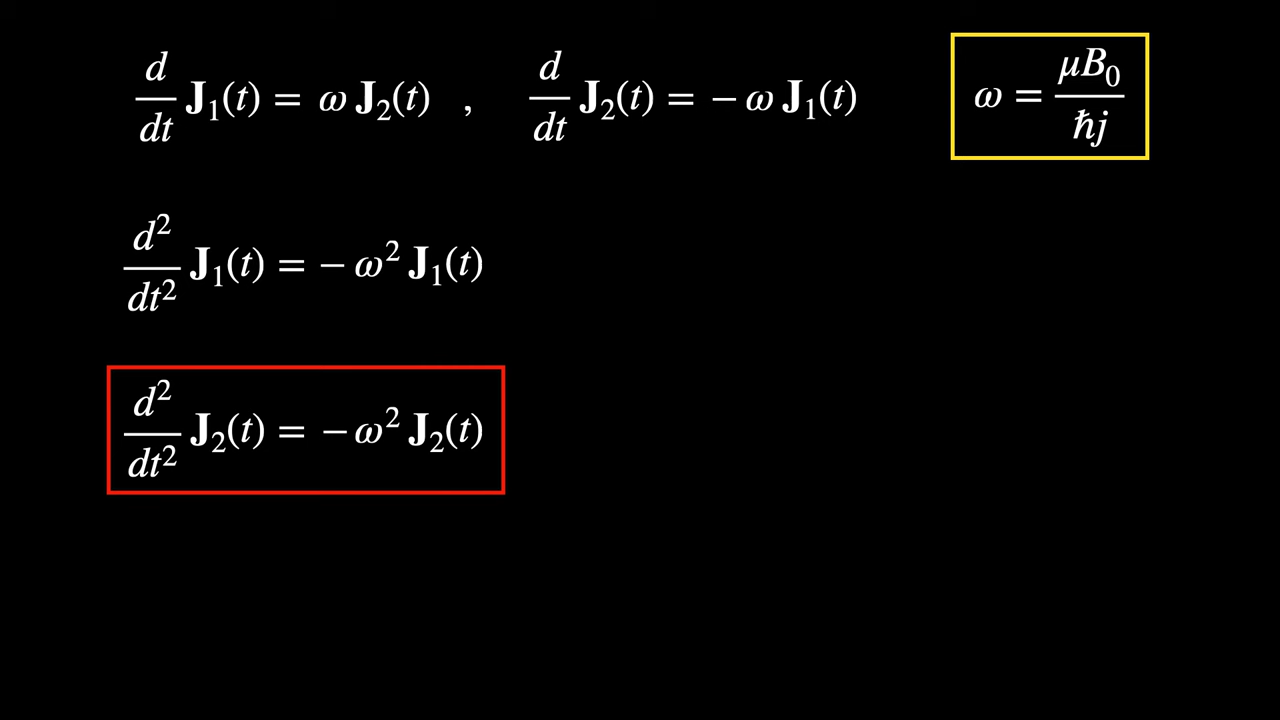 d/dt 𝐉₁(t) = ω 𝐉₂(t) , d/dt 𝐉₂(t) = − ω 𝐉₁(t) ω = μB₀/ℏj
d²/dt² 𝐉₁(t) = − ω² 𝐉₁(t)
d²/dt² 𝐉₂(t) = − ω² 𝐉₂(t)